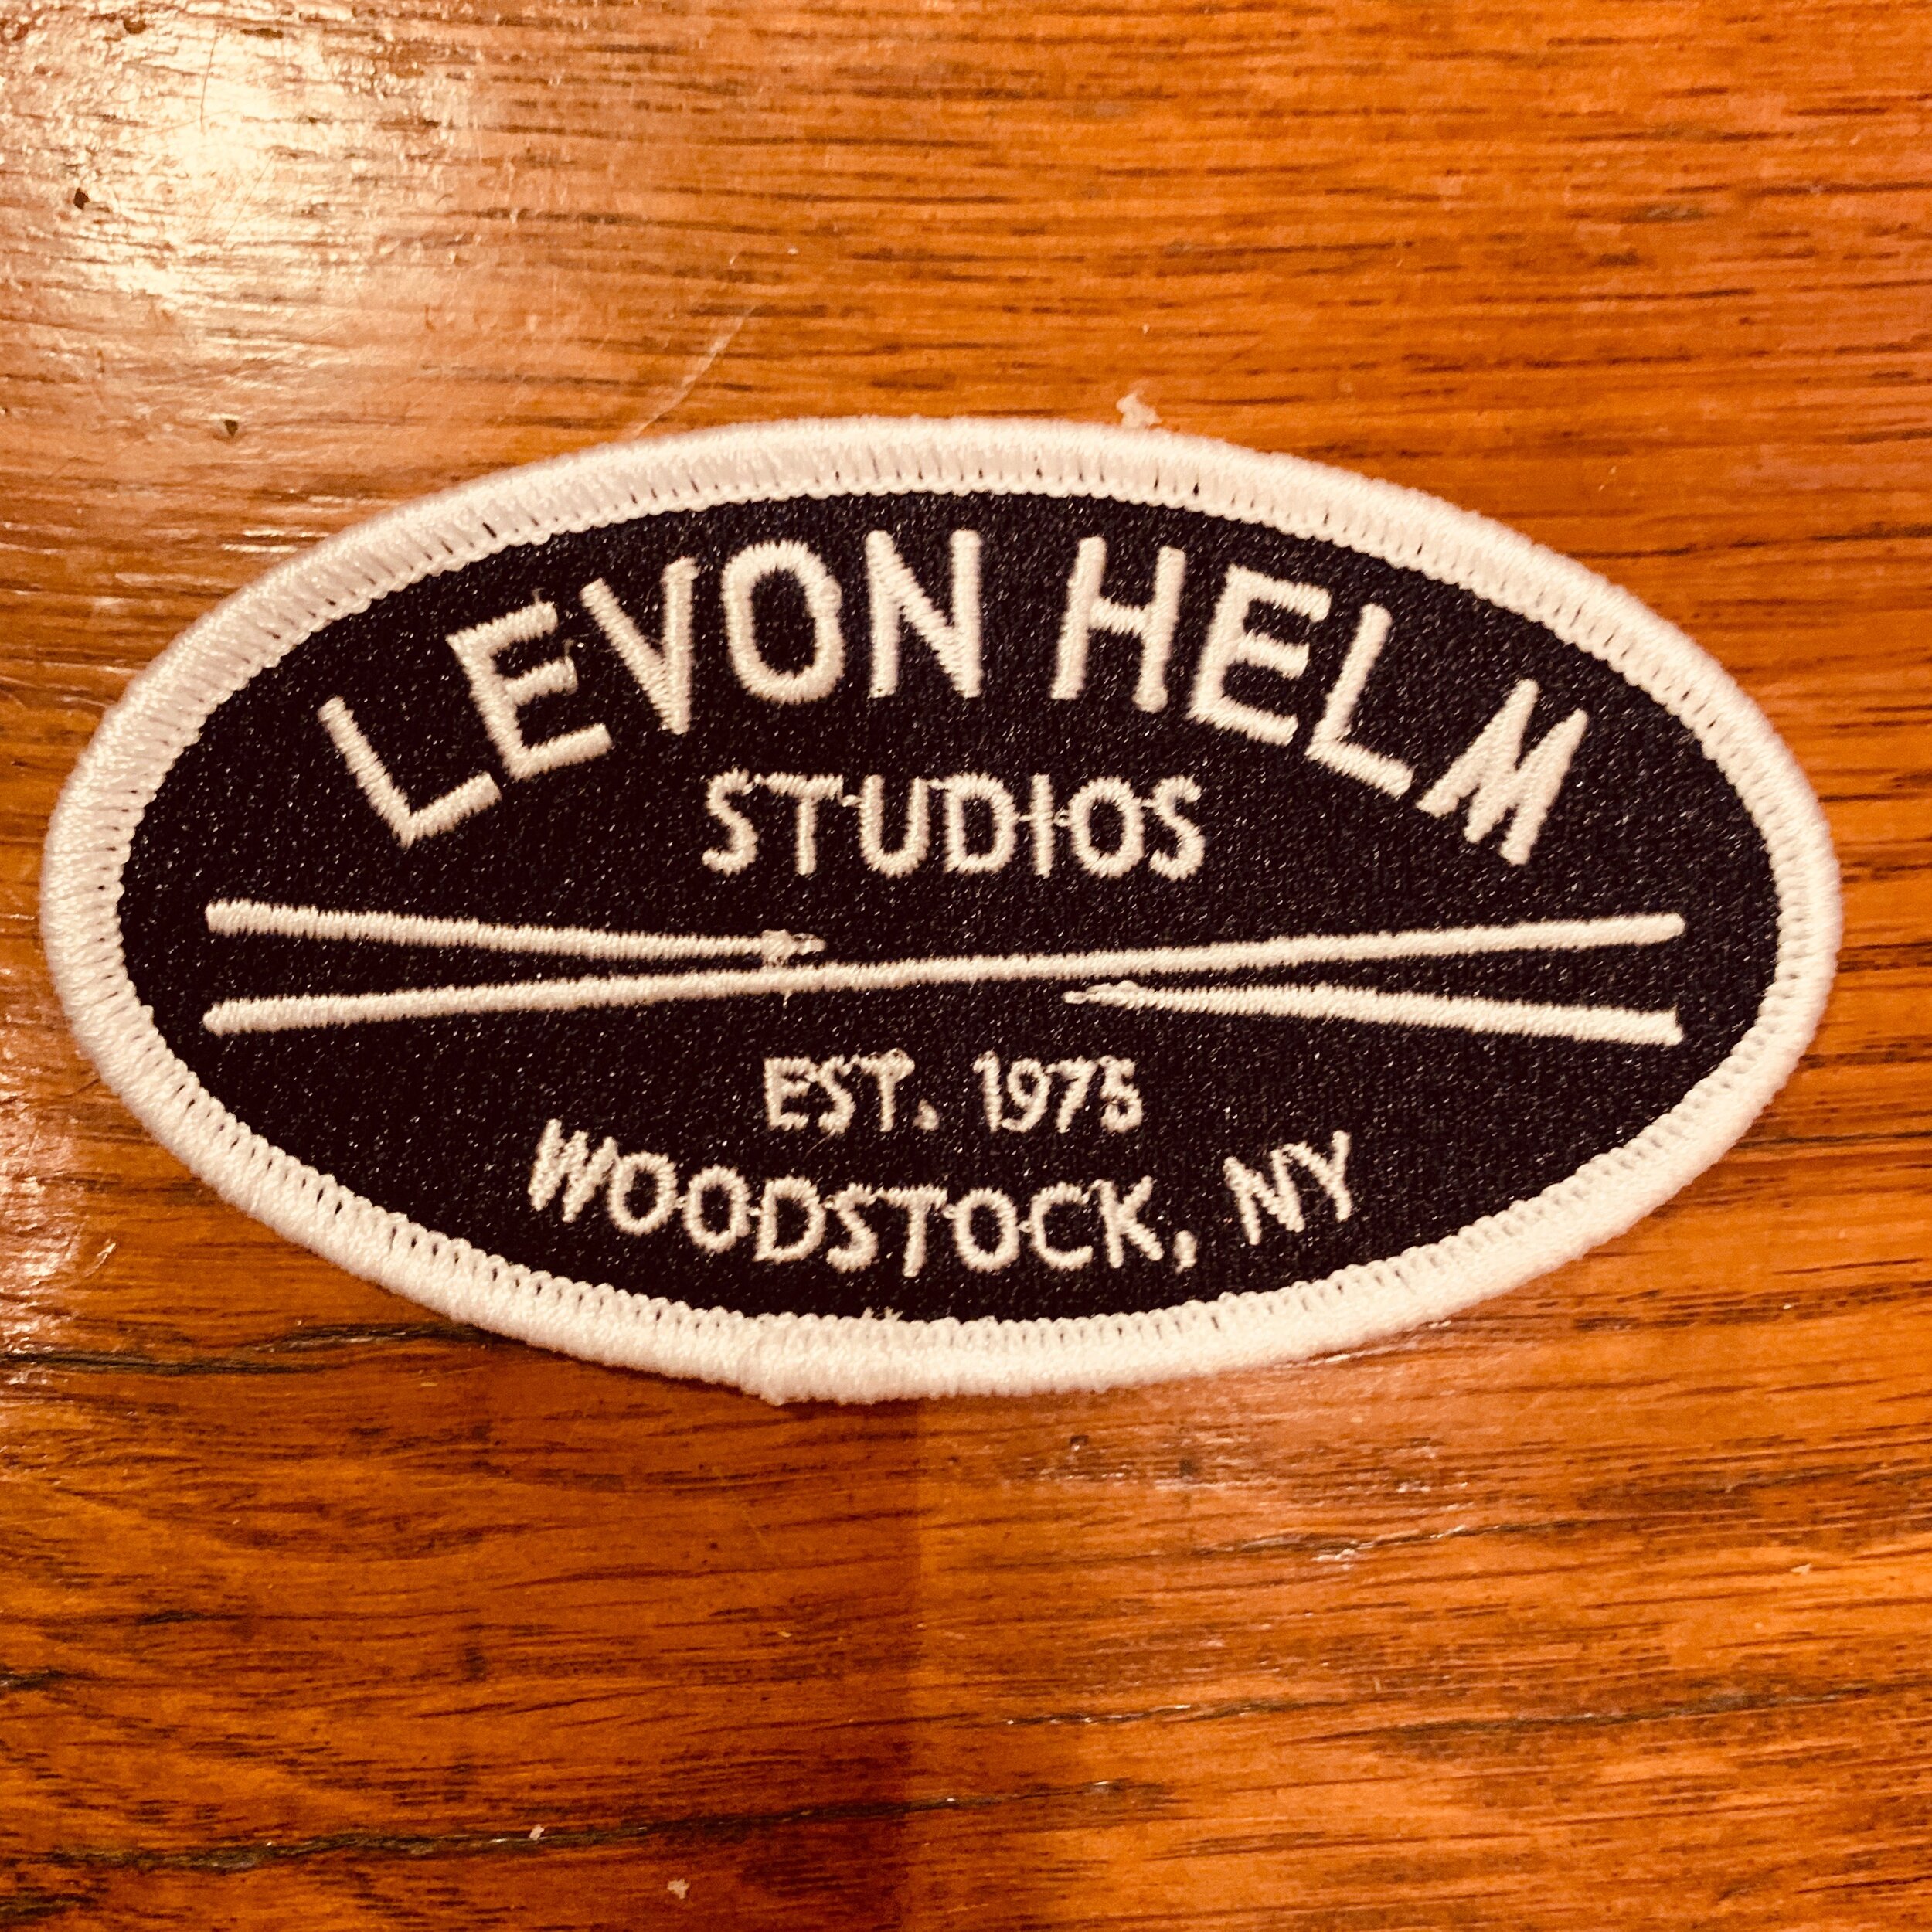 LEVON HELM
STUDIOS
EST. 1975
WOODSTOCK, NY